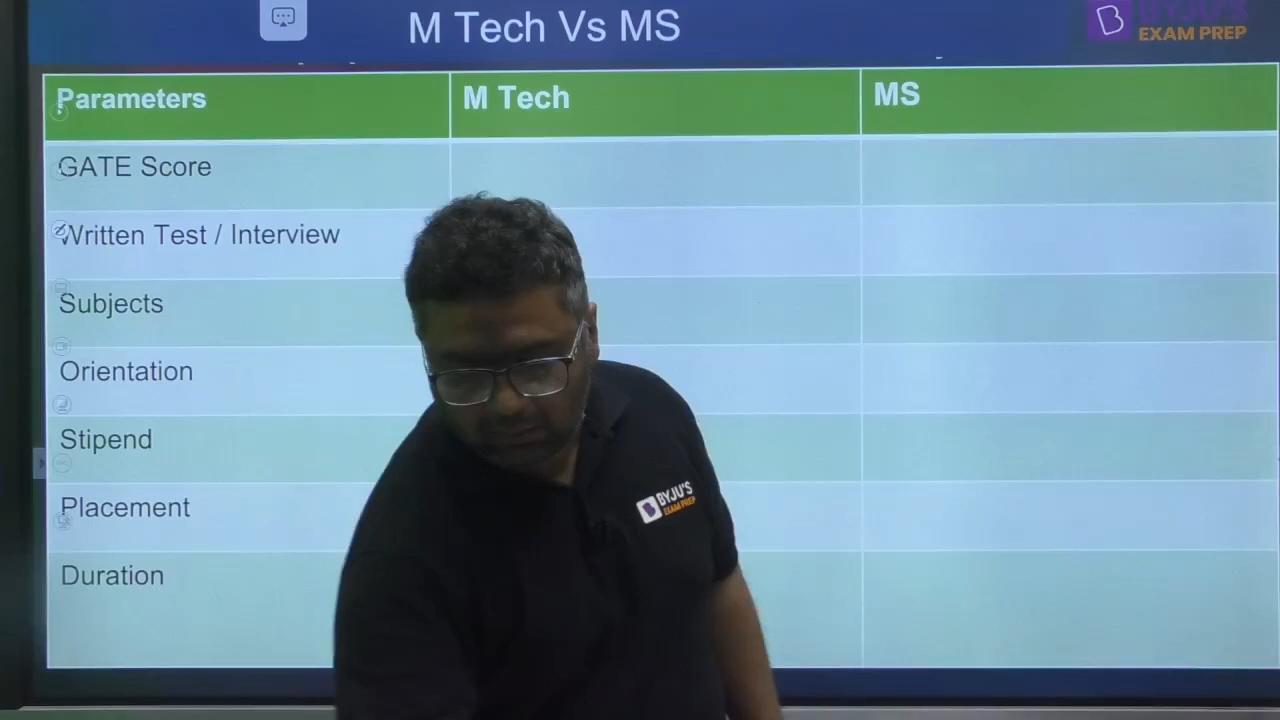 M Tech Vs MS
BYJU'S
EXAM PREP
Parameters
M Tech
MS
GATE Score
Written Test / Interview
Subjects
Orientation
Stipend
Placement
Duration
BYJU'S
EXAM PREP